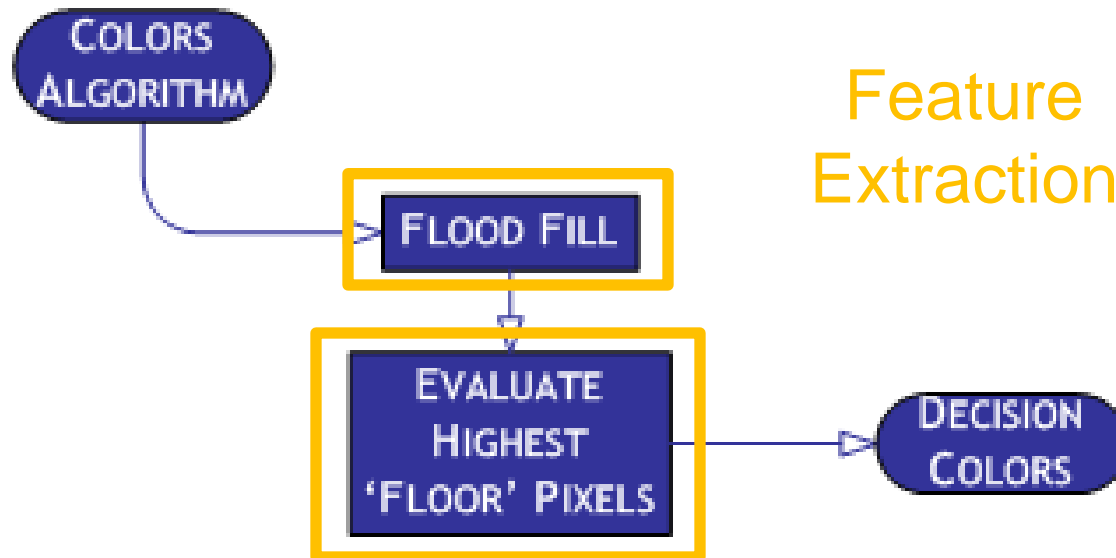 COLORS
ALGORITHM
Feature
Extraction
FLOOD FILL
EVALUATE
HIGHEST
‘FLOOR’ PIXELS
DECISION
COLORS